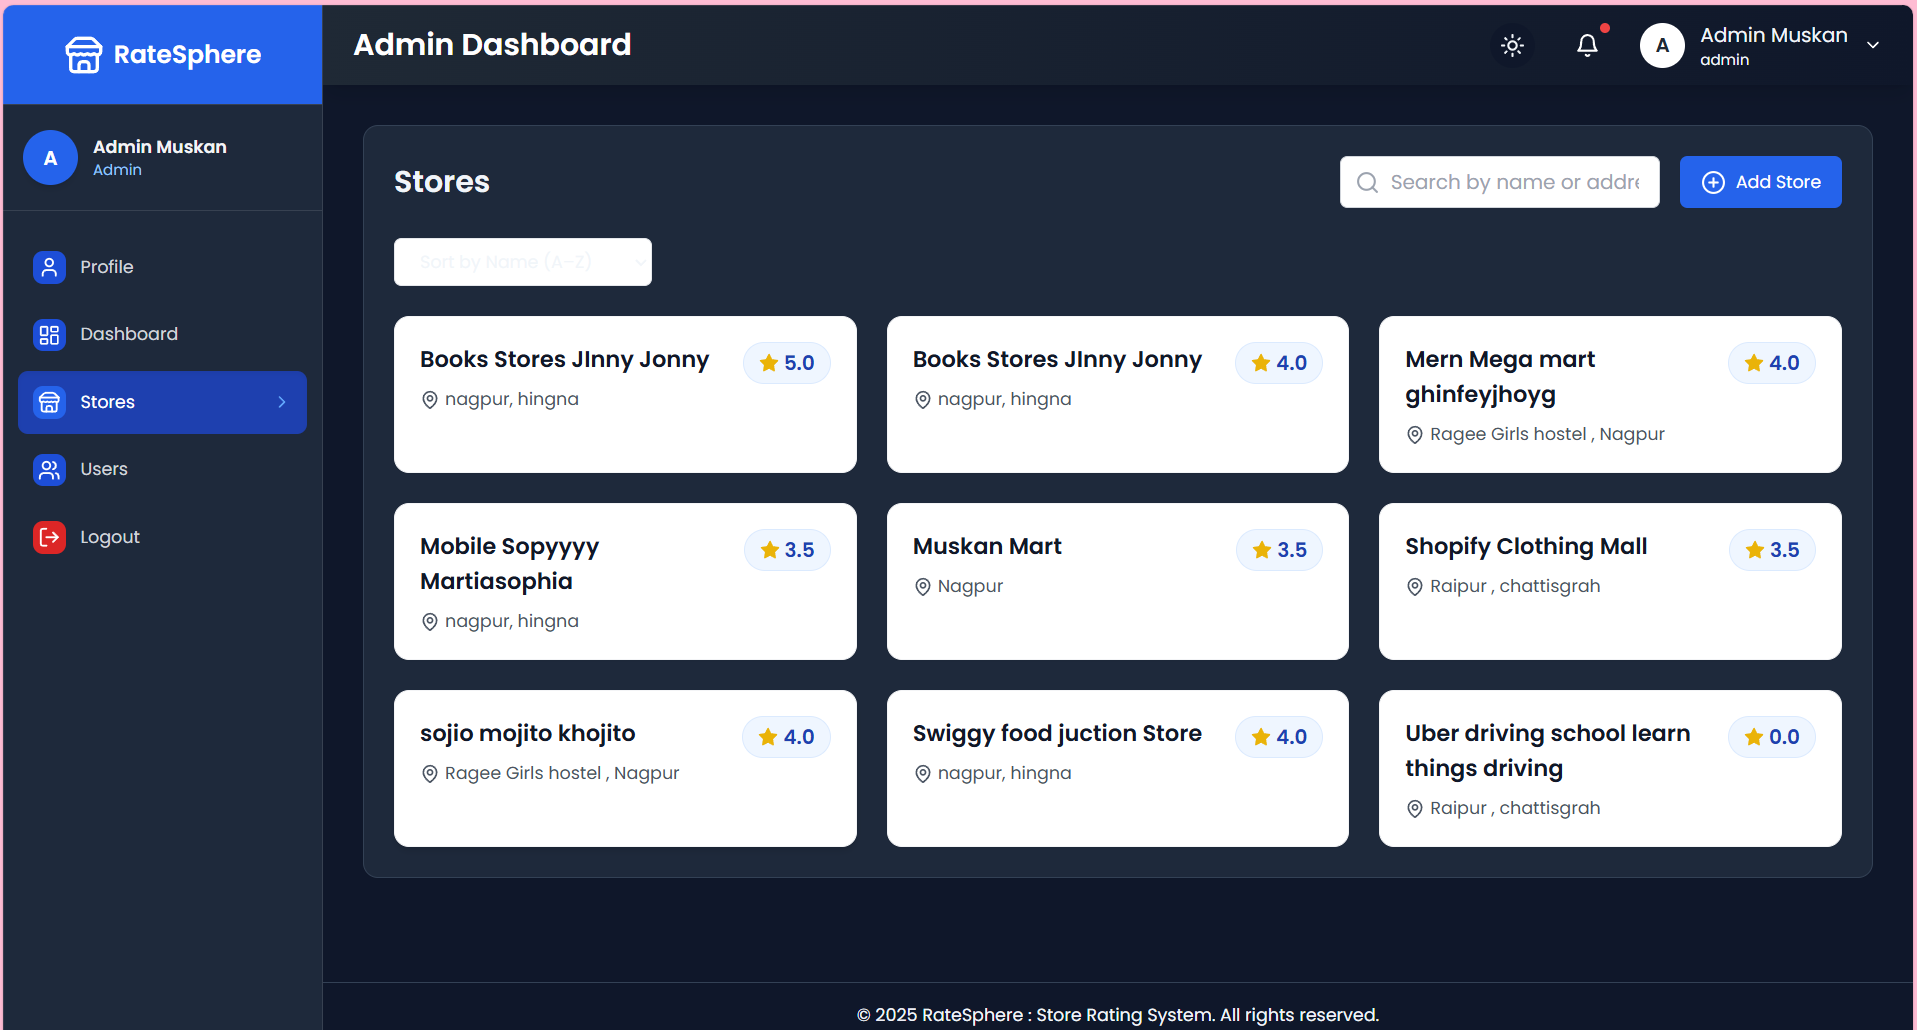 RateSphere
Admin Dashboard
A
Admin Muskan
admin
A
Admin Muskan
Admin
Profile
Dashboard
Stores
Users
Logout
Stores
Search by name or addre
Add Store
Sort by Name (A-Z)
Books Stores JInny Jonny
5.0
nagpur, hingna
Books Stores JInny Jonny
4.0
nagpur, hingna
Mern Mega mart
ghinfeyjhoyg
4.0
Ragee Girls hostel , Nagpur
Mobile Sopyyyy
Martiasophia
3.5
nagpur, hingna
Muskan Mart
3.5
Nagpur
Shopify Clothing Mall
3.5
Raipur , chattisgrah
sojio mojito khojito
4.0
Ragee Girls hostel , Nagpur
Swiggy food juction Store
4.0
nagpur, hingna
Uber driving school learn
things driving
0.0
Raipur , chattisgrah
© 2025 RateSphere : Store Rating System. All rights reserved.